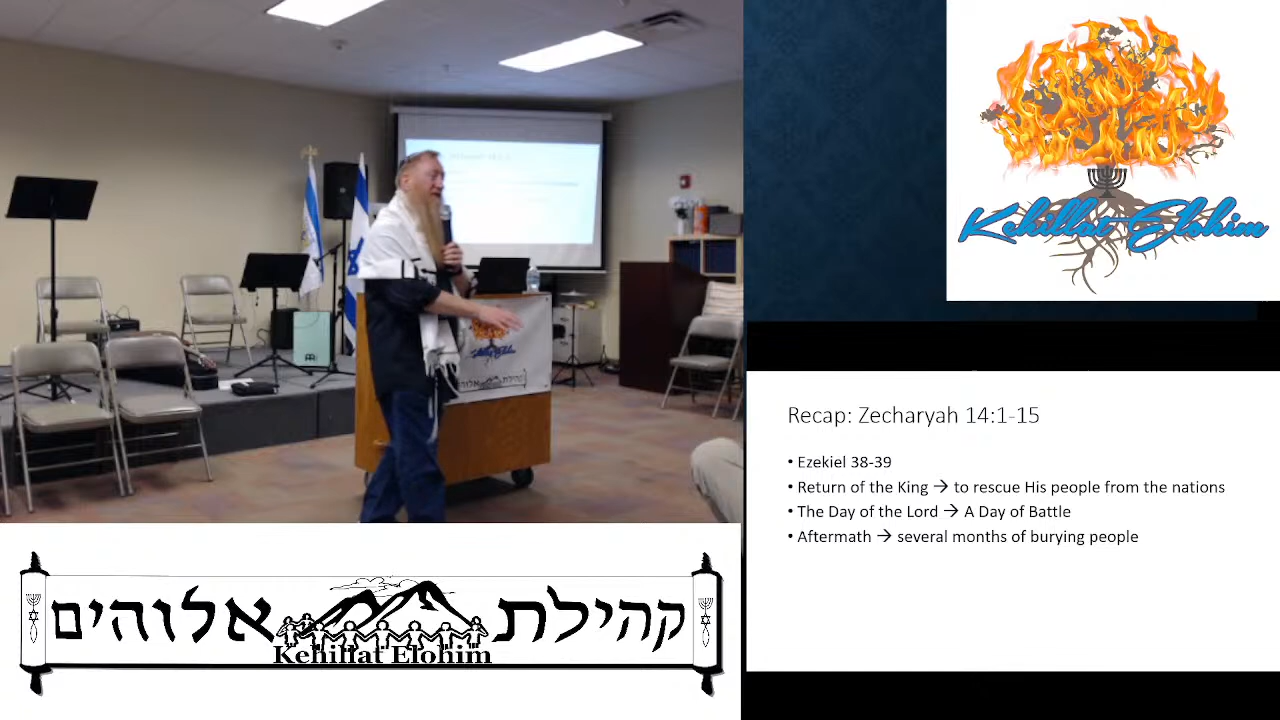 Kehillat Elohim
Recap: Zecharyah 14:1-15
• Ezekiel 38-39
• Return of the King → to rescue His people from the nations
• The Day of the Lord → A Day of Battle
• Aftermath → several months of burying people
קהילת אלוהים
Kehillat Elohim